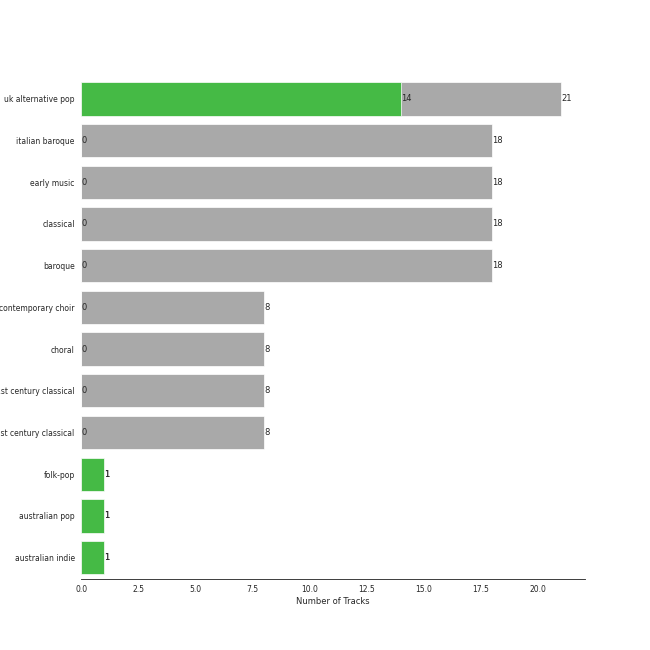 uk alternative pop 14 21
italian baroque 0 18
early music 0 18
classical 0 18
baroque 0 18
contemporary choir 0 8
choral 0 8
st century classical 0 8
st century classical 0 8
folk-pop 1
australian pop 1
australian indie 1
0.0 2.5 5.0 7.5 10.0 12.5 15.0 17.5 20.0
Number of Tracks